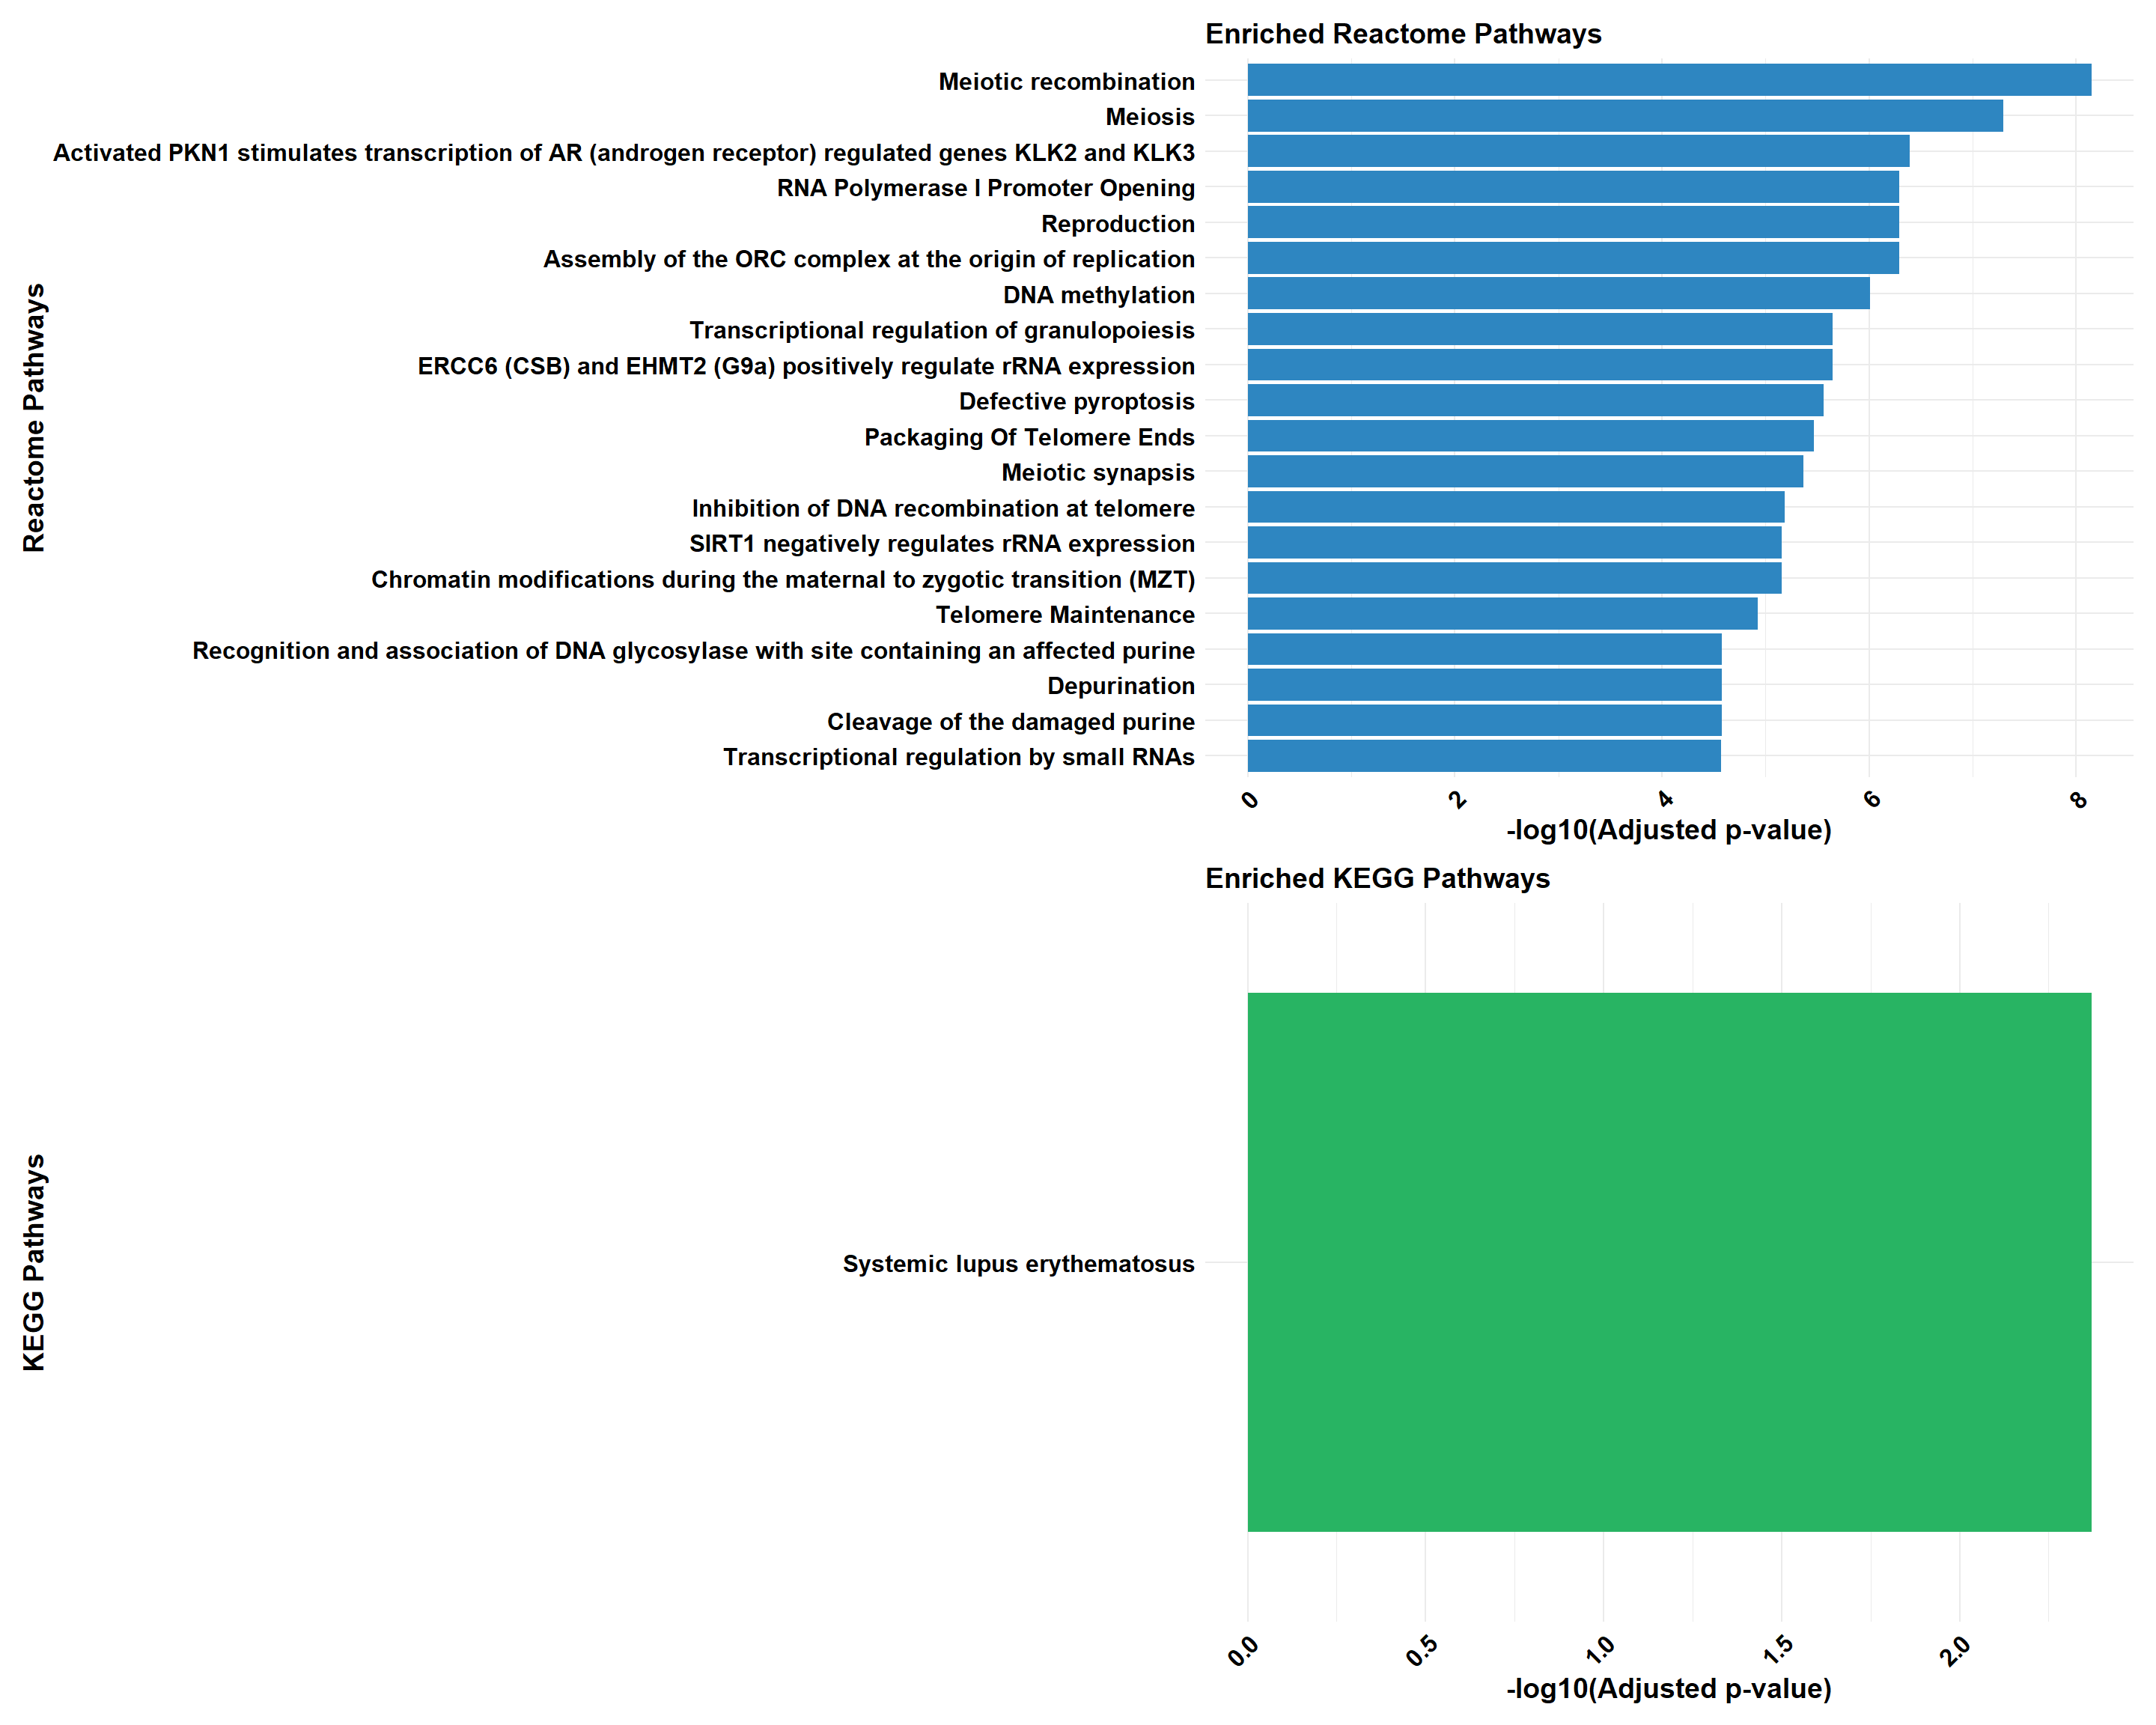 Enriched Reactome Pathways
Reactome Pathways
Meiotic recombination
Meiosis
Activated PKN1 stimulates transcription of AR (androgen receptor) regulated genes KLK2 and KLK3
RNA Polymerase I Promoter Opening
Reproduction
Assembly of the ORC complex at the origin of replication
DNA methylation
Transcriptional regulation of granulopoiesis
ERCC6 (CSB) and EHMT2 (G9a) positively regulate rRNA expression
Defective pyroptosis
Packaging Of Telomere Ends
Meiotic synapsis
Inhibition of DNA recombination at telomere
SIRT1 negatively regulates rRNA expression
Chromatin modifications during the maternal to zygotic transition (MZT)
Telomere Maintenance
Recognition and association of DNA glycosylase with site containing an affected purine
Depurination
Cleavage of the damaged purine
Transcriptional regulation by small RNAs
0 2 4 6 8
-log10(Adjusted p-value)
Enriched KEGG Pathways
KEGG Pathways
Systemic lupus erythematosus
0.0 0.5 1.0 1.5 2.0
-log10(Adjusted p-value)